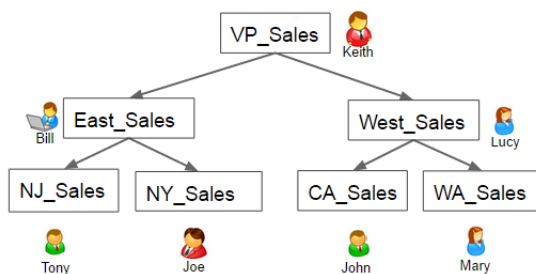 VP_Sales
Keith
Bill
East_Sales
West_Sales
Lucy
NJ_Sales
NY_Sales
CA_Sales
WA_Sales
Tony
Joe
John
Mary